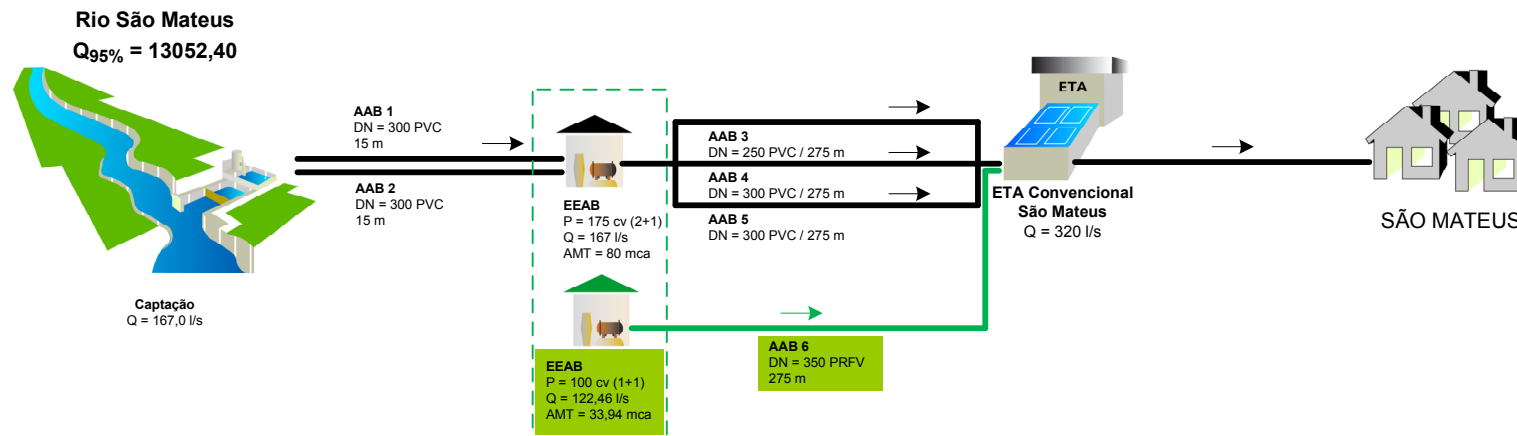 Rio São Mateus
Q95% = 13052,40
AAB 1
DN = 300 PVC
15 m
AAB 2
DN = 300 PVC
15 m
Captação
Q = 167,0 l/s
EEAB
P = 175 cv (2+1)
Q = 167 l/s
AMT = 80 mca
EEAB
P = 100 cv (1+1)
Q = 122,46 l/s
AMT = 33,94 mca
AAB 3
DN = 250 PVC / 275 m
AAB 4
DN = 300 PVC / 275 m
AAB 5
DN = 300 PVC / 275 m
AAB 6
DN = 350 PRFV
275 m
ETA
ETA Convencional
São Mateus
Q = 320 l/s
SÃO MATEUS